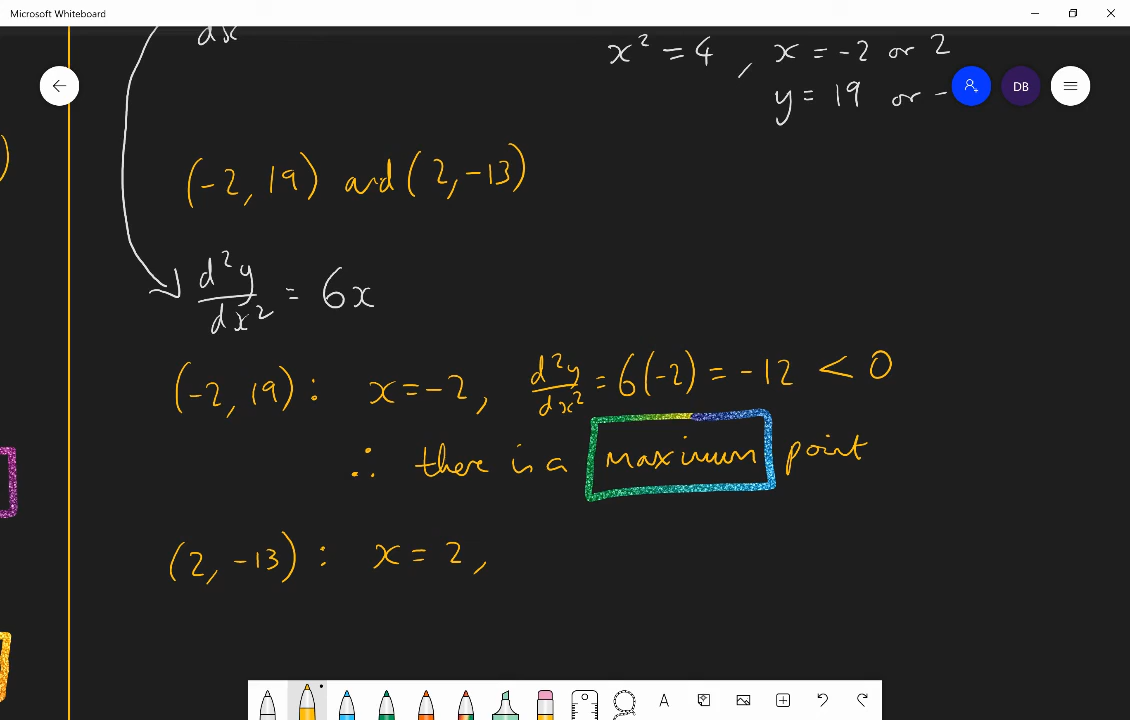 Microsoft Whiteboard
dx
x² = 4 , x = -2 or 2
y = 19 or -
DB
(-2, 19) and (2, -13)
d²y/dx² = 6x
(-2, 19) : x = -2, d²y/dx² = 6(-2) = -12 < 0
∴ there is a maximum point
(2, -13) : x = 2,
A